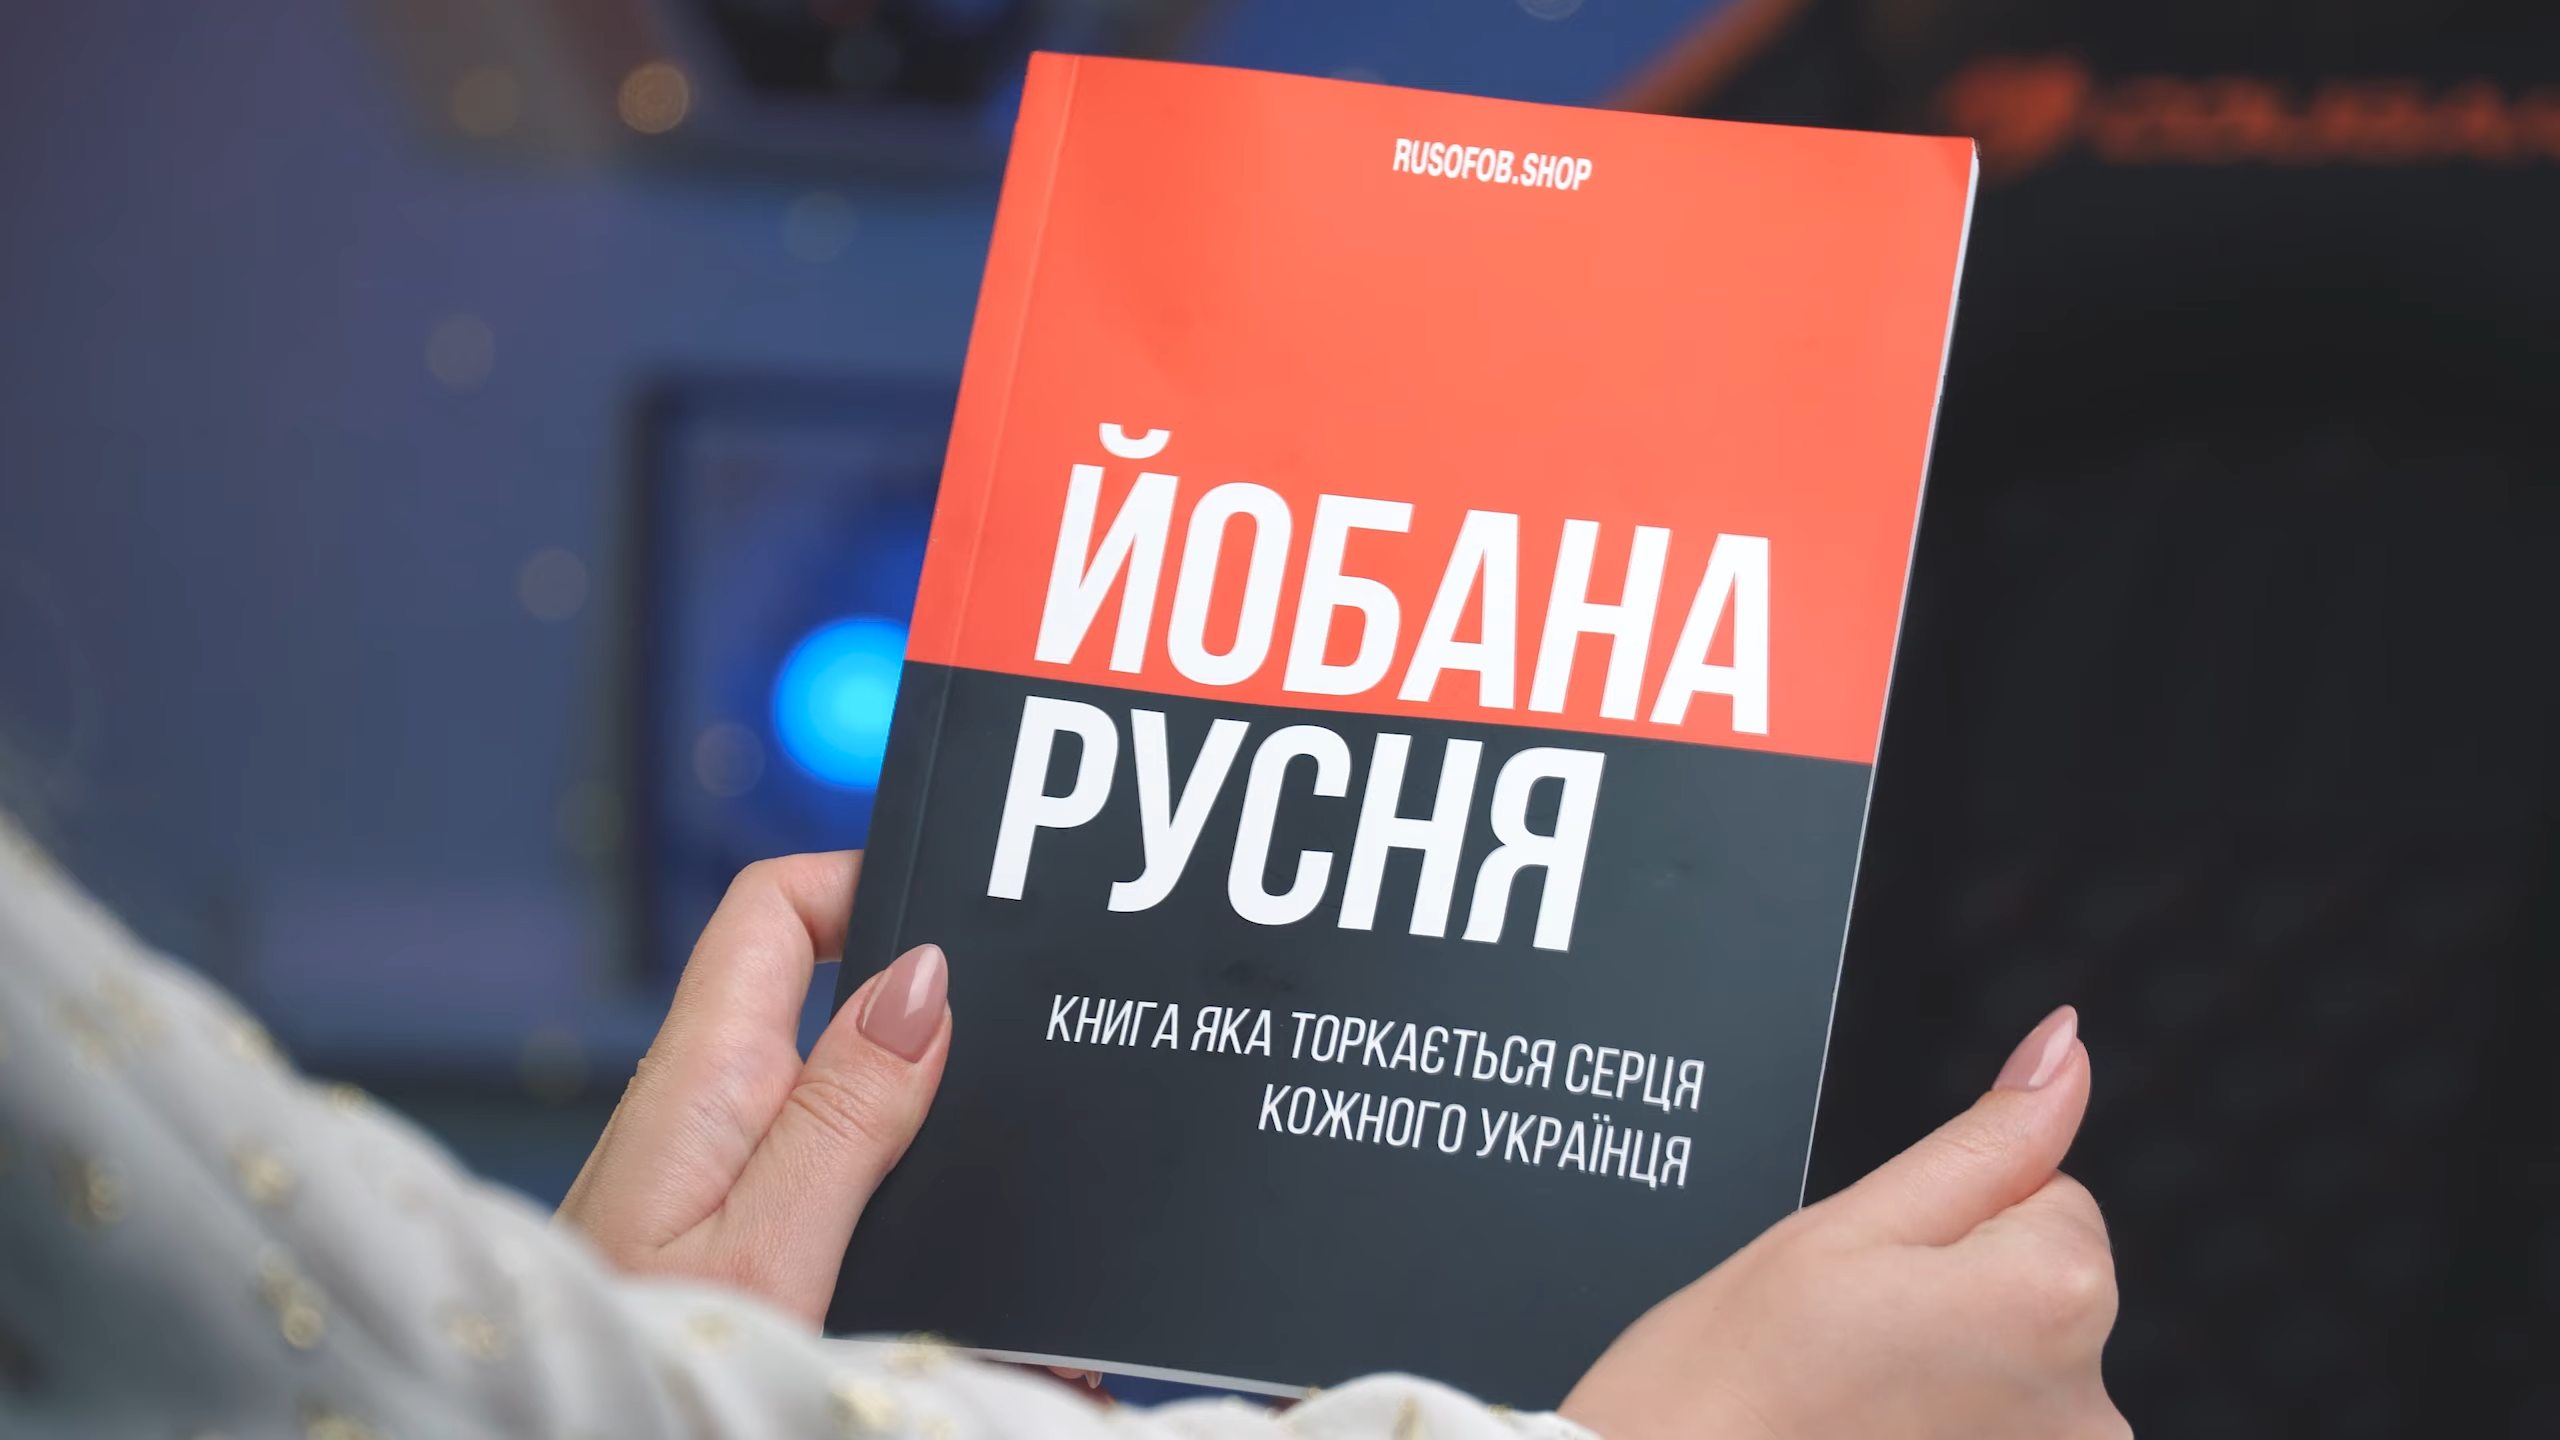 RUSOFOB.SHOP
ЙОБАНА
РУСНЯ
КНИГА ЯКА ТОРКАЄТЬСЯ СЕРЦЯ
КОЖНОГО УКРАЇНЦЯ